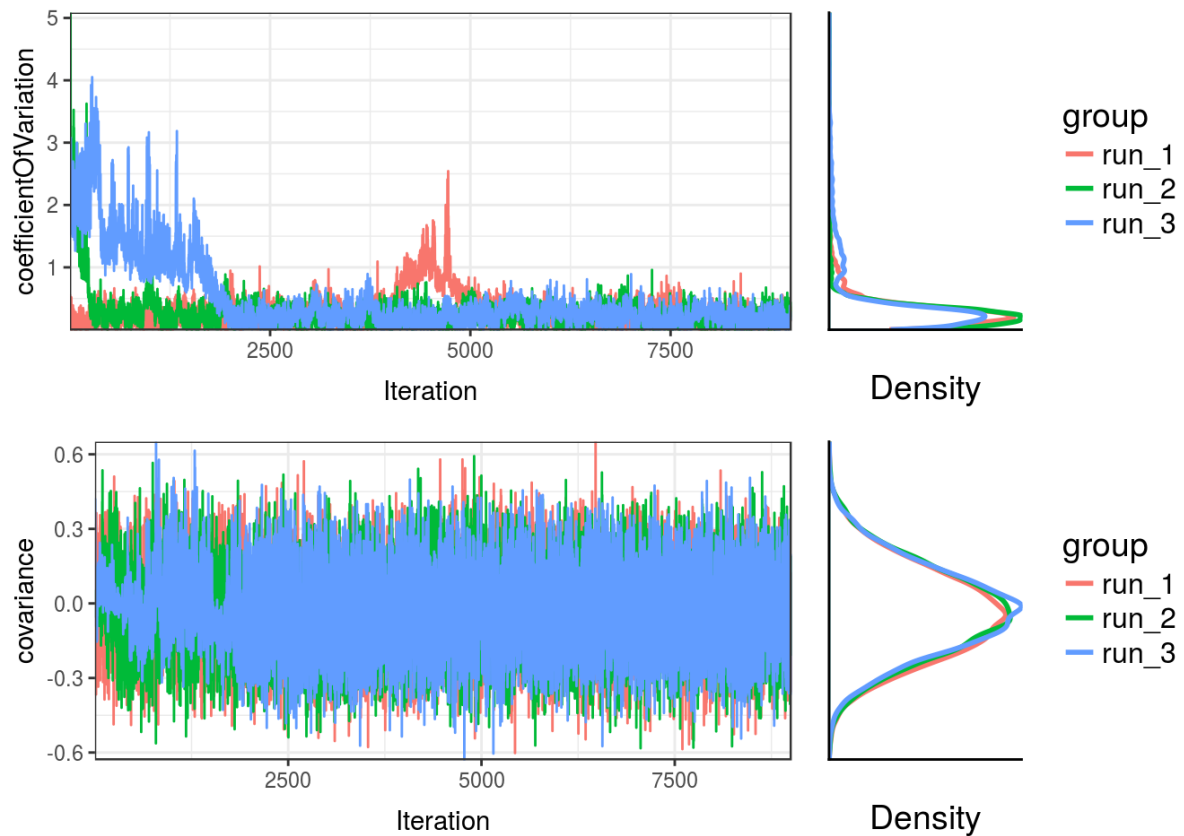 5
4
3
2
1
coefficientOfVariation
2500
5000
7500
Iteration
Density
group
run_1
run_2
run_3
0.6
0.3
0.0
-0.3
-0.6
covariance
2500
5000
7500
Iteration
Density
group
run_1
run_2
run_3